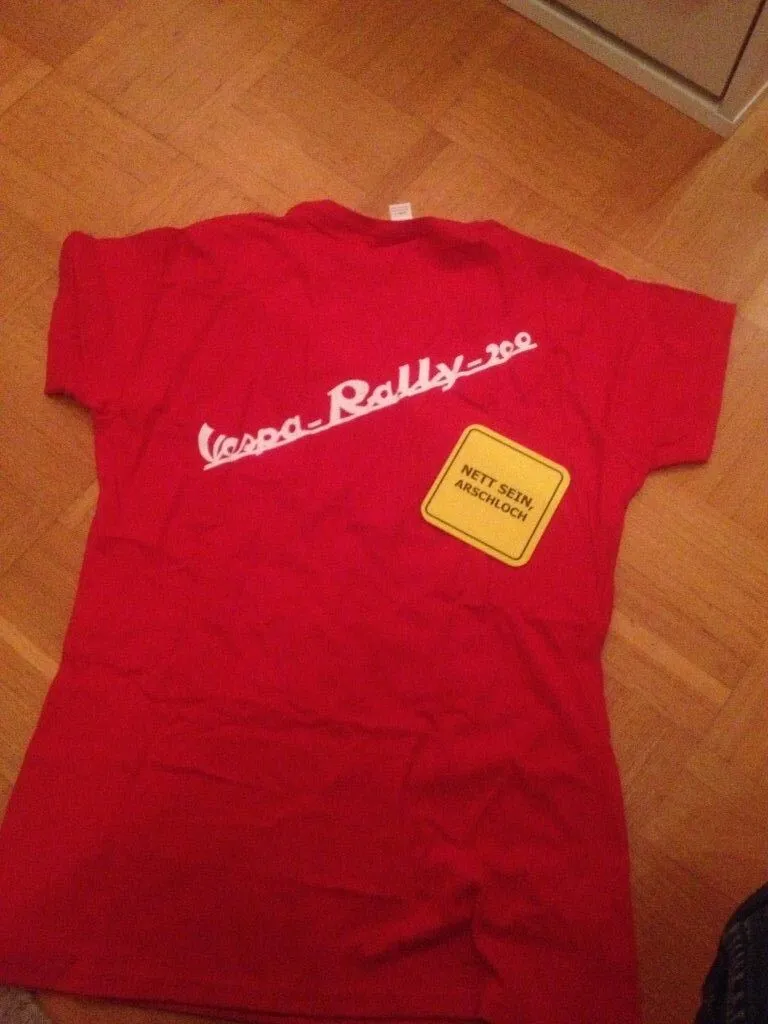 Vespa-Rally-200
NETT SEIN,
ARSCHLOCH